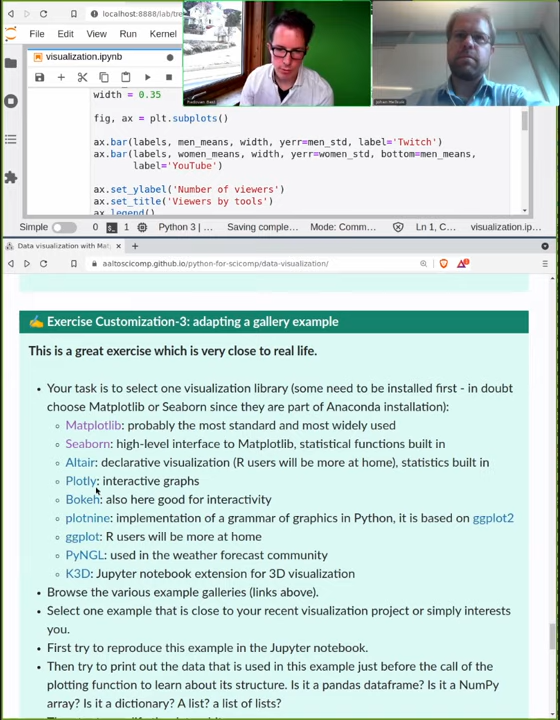 localhost:8888/lab/tre
File Edit View Run Kernel
visualization.ipynb
width = 0.35
fig, ax = plt.subplots()
ax.bar(labels, men_means, width, yerr=men_std, label='Twitch')
ax.bar(labels, women_means, width, yerr=women_std, bottom=men_means,
label='YouTube')
ax.set_ylabel('Number of viewers')
ax.set_title('Viewers by tools')
ax.legend()
Simple 0 1 Python 3 | ... Saving comple... Mode: Comm... Ln 1, C... visualization.ip...
Data visualization with Mat
aaltoscicomp.github.io/python-for-scicomp/data-visualization/
Exercise Customization-3: adapting a gallery example
This is a great exercise which is very close to real life.
Your task is to select one visualization library (some need to be installed first - in doubt
choose Matplotlib or Seaborn since they are part of Anaconda installation):
Matplotlib: probably the most standard and most widely used
Seaborn: high-level interface to Matplotlib, statistical functions built in
Altair: declarative visualization (R users will be more at home), statistics built in
Plotly: interactive graphs
Bokeh: also here good for interactivity
plotnine: implementation of a grammar of graphics in Python, it is based on ggplot2
ggplot: R users will be more at home
PyNGL: used in the weather forecast community
K3D: Jupyter notebook extension for 3D visualization
Browse the various example galleries (links above).
Select one example that is close to your recent visualization project or simply interests
you.
First try to reproduce this example in the Jupyter notebook.
Then try to print out the data that is used in this example just before the call of the
plotting function to learn about its structure. Is it a pandas dataframe? Is it a NumPy
array? Is it a dictionary? A list? a list of lists?